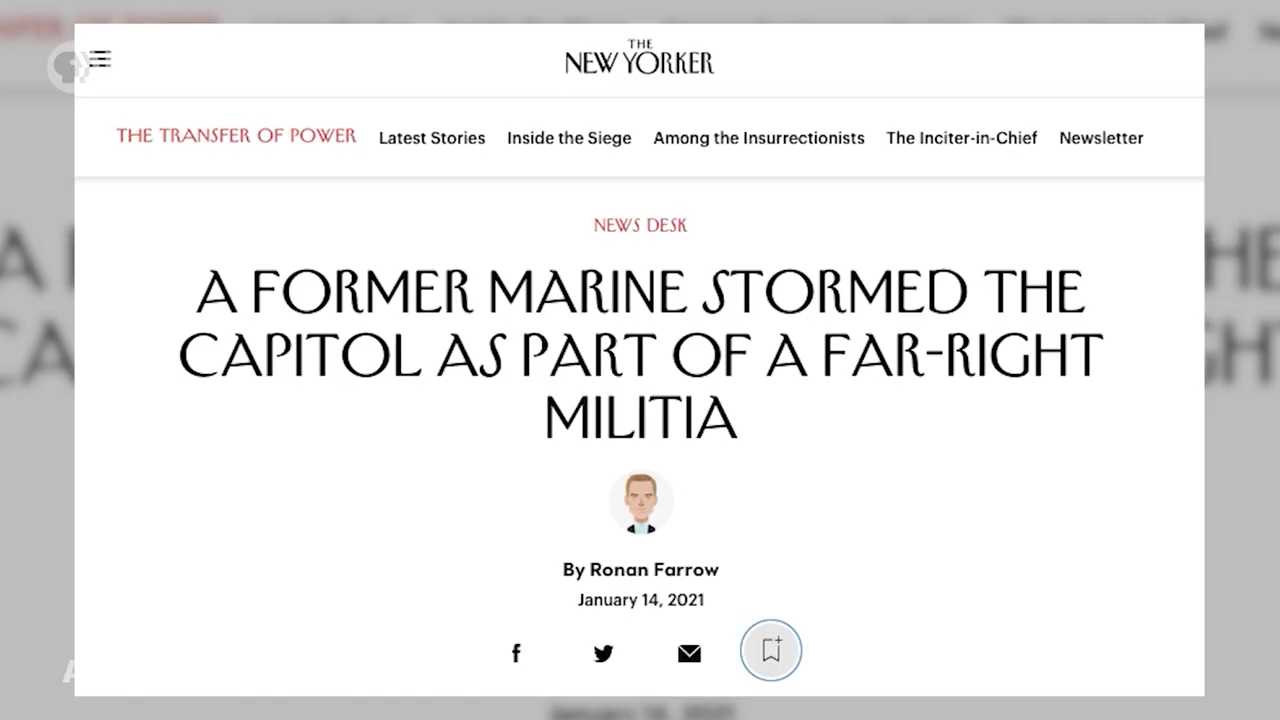 THE
NEW YORKER
THE TRANSFER OF POWER Latest Stories Inside the Siege Among the Insurrectionists The Inciter-in-Chief Newsletter
NEWS DESK
A FORMER MARINE STORMED THE
CAPITOL AS PART OF A FAR-RIGHT
MILITIA
By Ronan Farrow
January 14, 2021